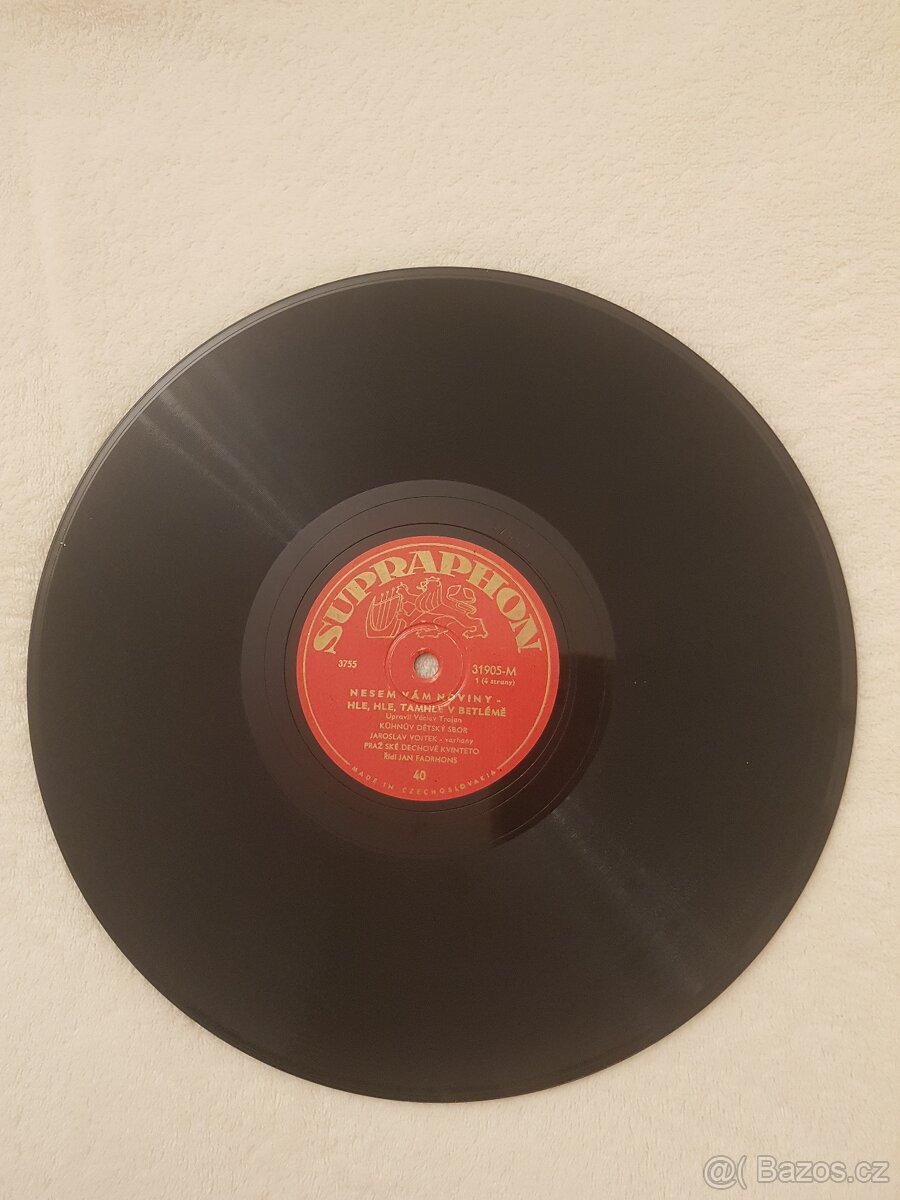 SUPRAPHON
3755
31905-M
1 (4 strany)
NESEM VÁM NOVINY -
HLE, HLE, TAMHLE V BETLÉMĚ
Upravil Václav Trojan
KÜHNŮV DĚTSKÝ SBOR
JAROSLAV VOJTEK - varhany
PRAŽSKÉ DECHOVÉ KVINTETO
Řídí JAN FADRHONS
40
MADE IN CZECHOSLOVAKIA
@( Bazos.cz